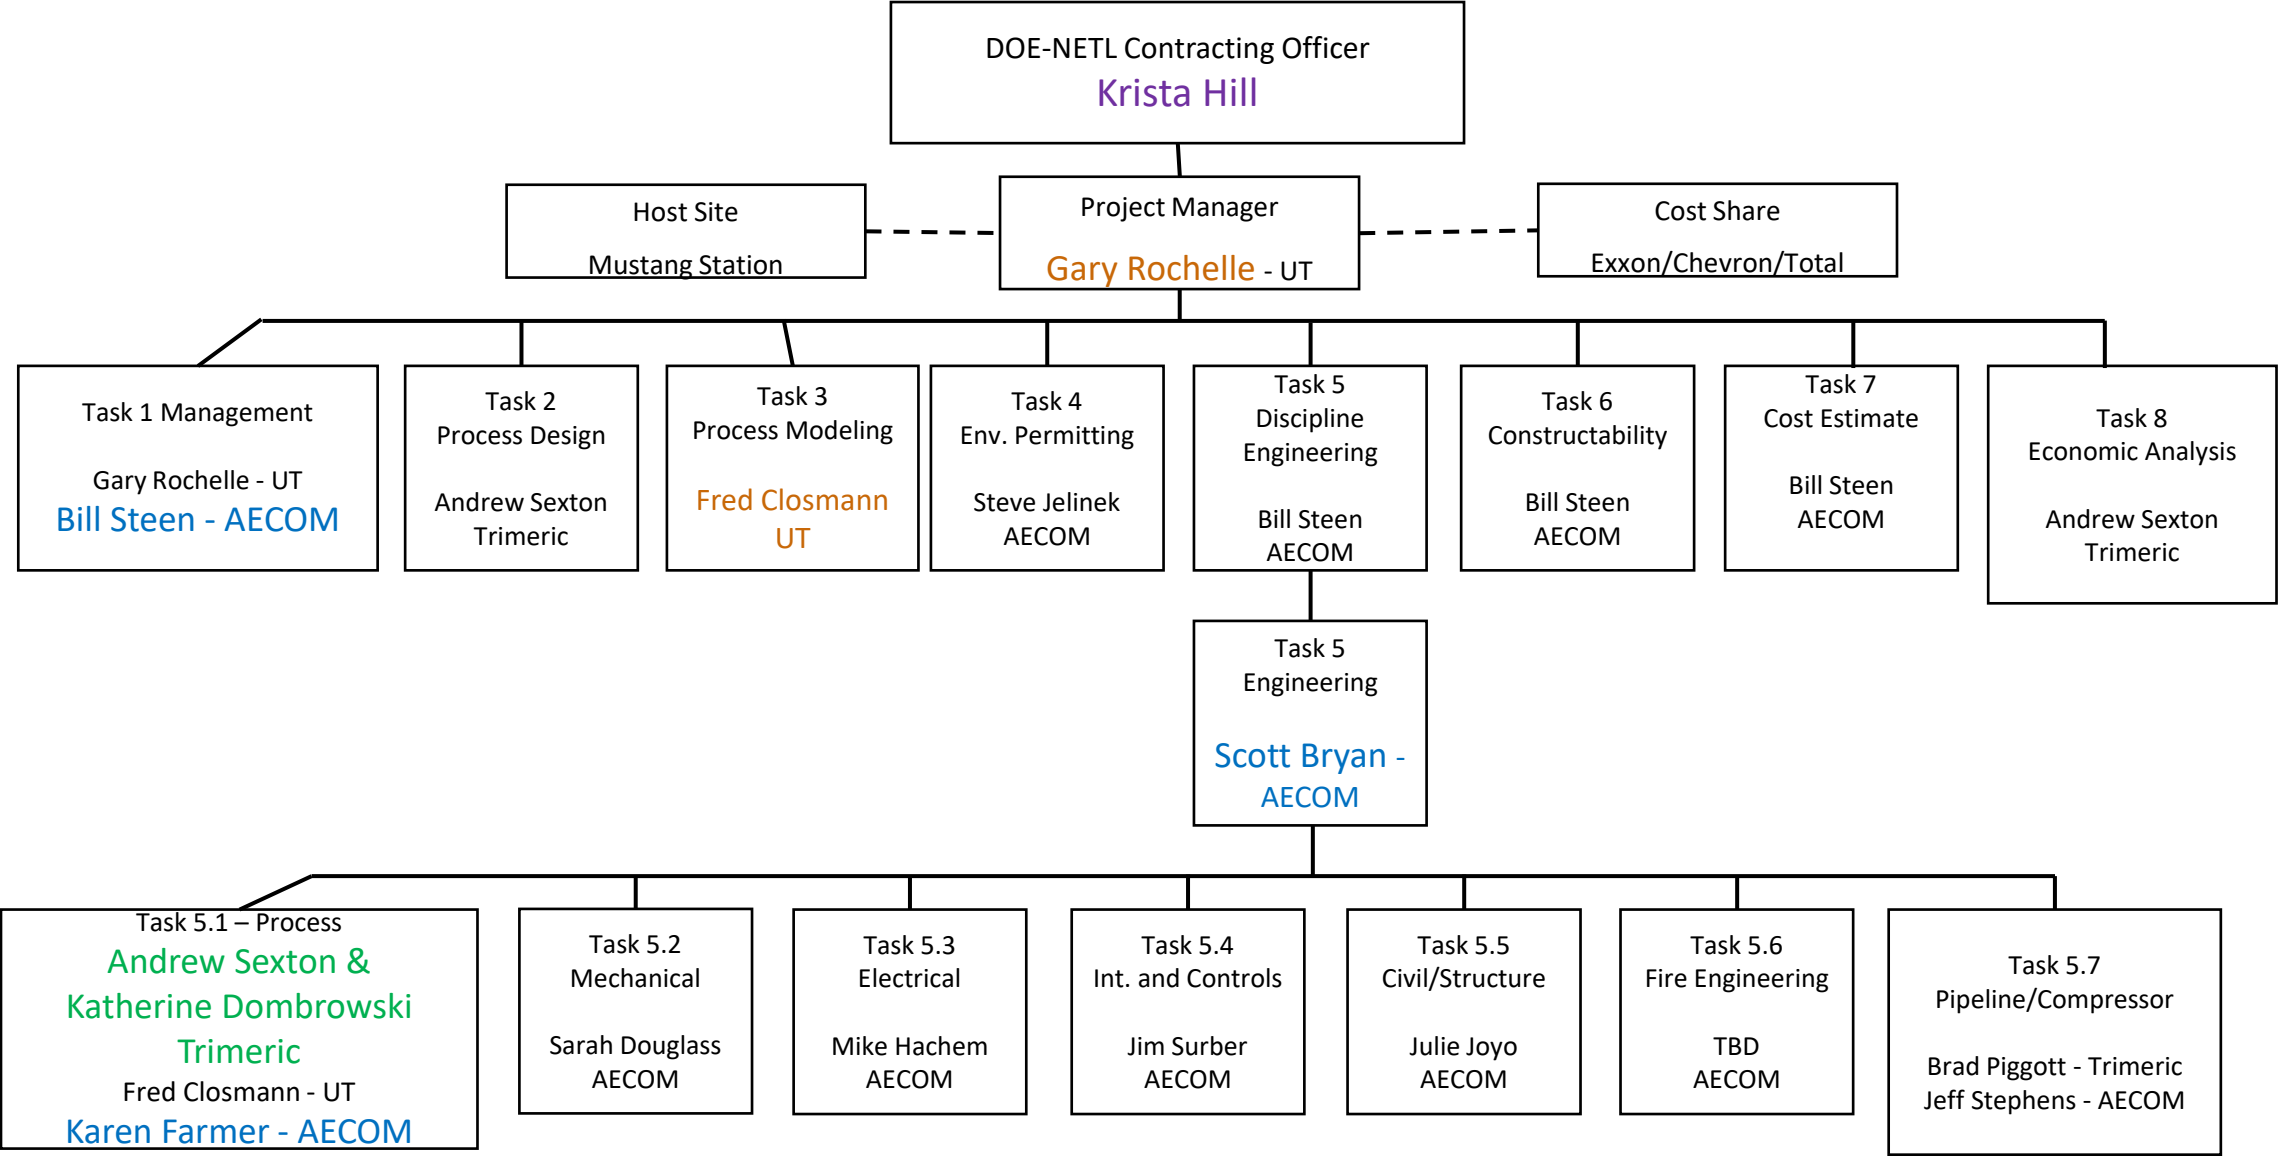 DOE-NETL Contracting Officer
Krista Hill
Host Site
Mustang Station
Project Manager
Gary Rochelle - UT
Cost Share
Exxon/Chevron/Total
Task 1 Management
Gary Rochelle - UT
Bill Steen - AECOM
Task 2
Process Design
Andrew Sexton
Trimeric
Task 3
Process Modeling
Fred Closmann
UT
Task 4
Env. Permitting
Steve Jelinek
AECOM
Task 5
Discipline
Engineering
Bill Steen
AECOM
Task 6
Constructability
Bill Steen
AECOM
Task 7
Cost Estimate
Bill Steen
AECOM
Task 8
Economic Analysis
Andrew Sexton
Trimeric
Task 5
Engineering
Scott Bryan -
AECOM
Task 5.1 – Process
Andrew Sexton &
Katherine Dombrowski
Trimeric
Fred Closmann - UT
Karen Farmer - AECOM
Task 5.2
Mechanical
Sarah Douglass
AECOM
Task 5.3
Electrical
Mike Hachem
AECOM
Task 5.4
Int. and Controls
Jim Surber
AECOM
Task 5.5
Civil/Structure
Julie Joyo
AECOM
Task 5.6
Fire Engineering
TBD
AECOM
Task 5.7
Pipeline/Compressor
Brad Piggott - Trimeric
Jeff Stephens - AECOM